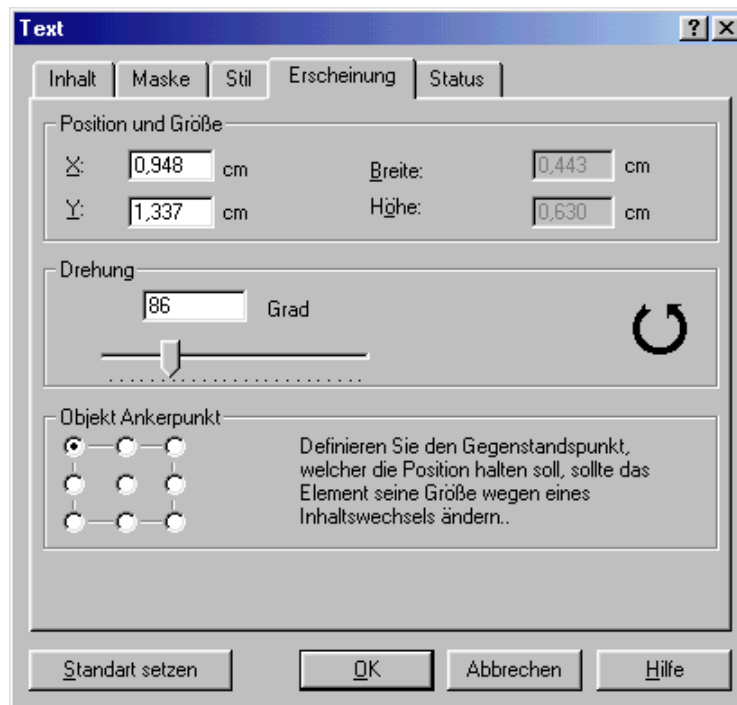 Text
Inhalt Maske Stil Erscheinung Status
Position und Größe
X: 0,948 cm Breite: 0,443 cm
Y: 1,337 cm Höhe: 0,630 cm
Drehung
86 Grad
Objekt Ankerpunkt
Definieren Sie den Gegenstandspunkt,
welcher die Position halten soll, sollte das
Element seine Größe wegen eines
Inhaltswechsels ändern..
Standart setzen OK Abbrechen Hilfe